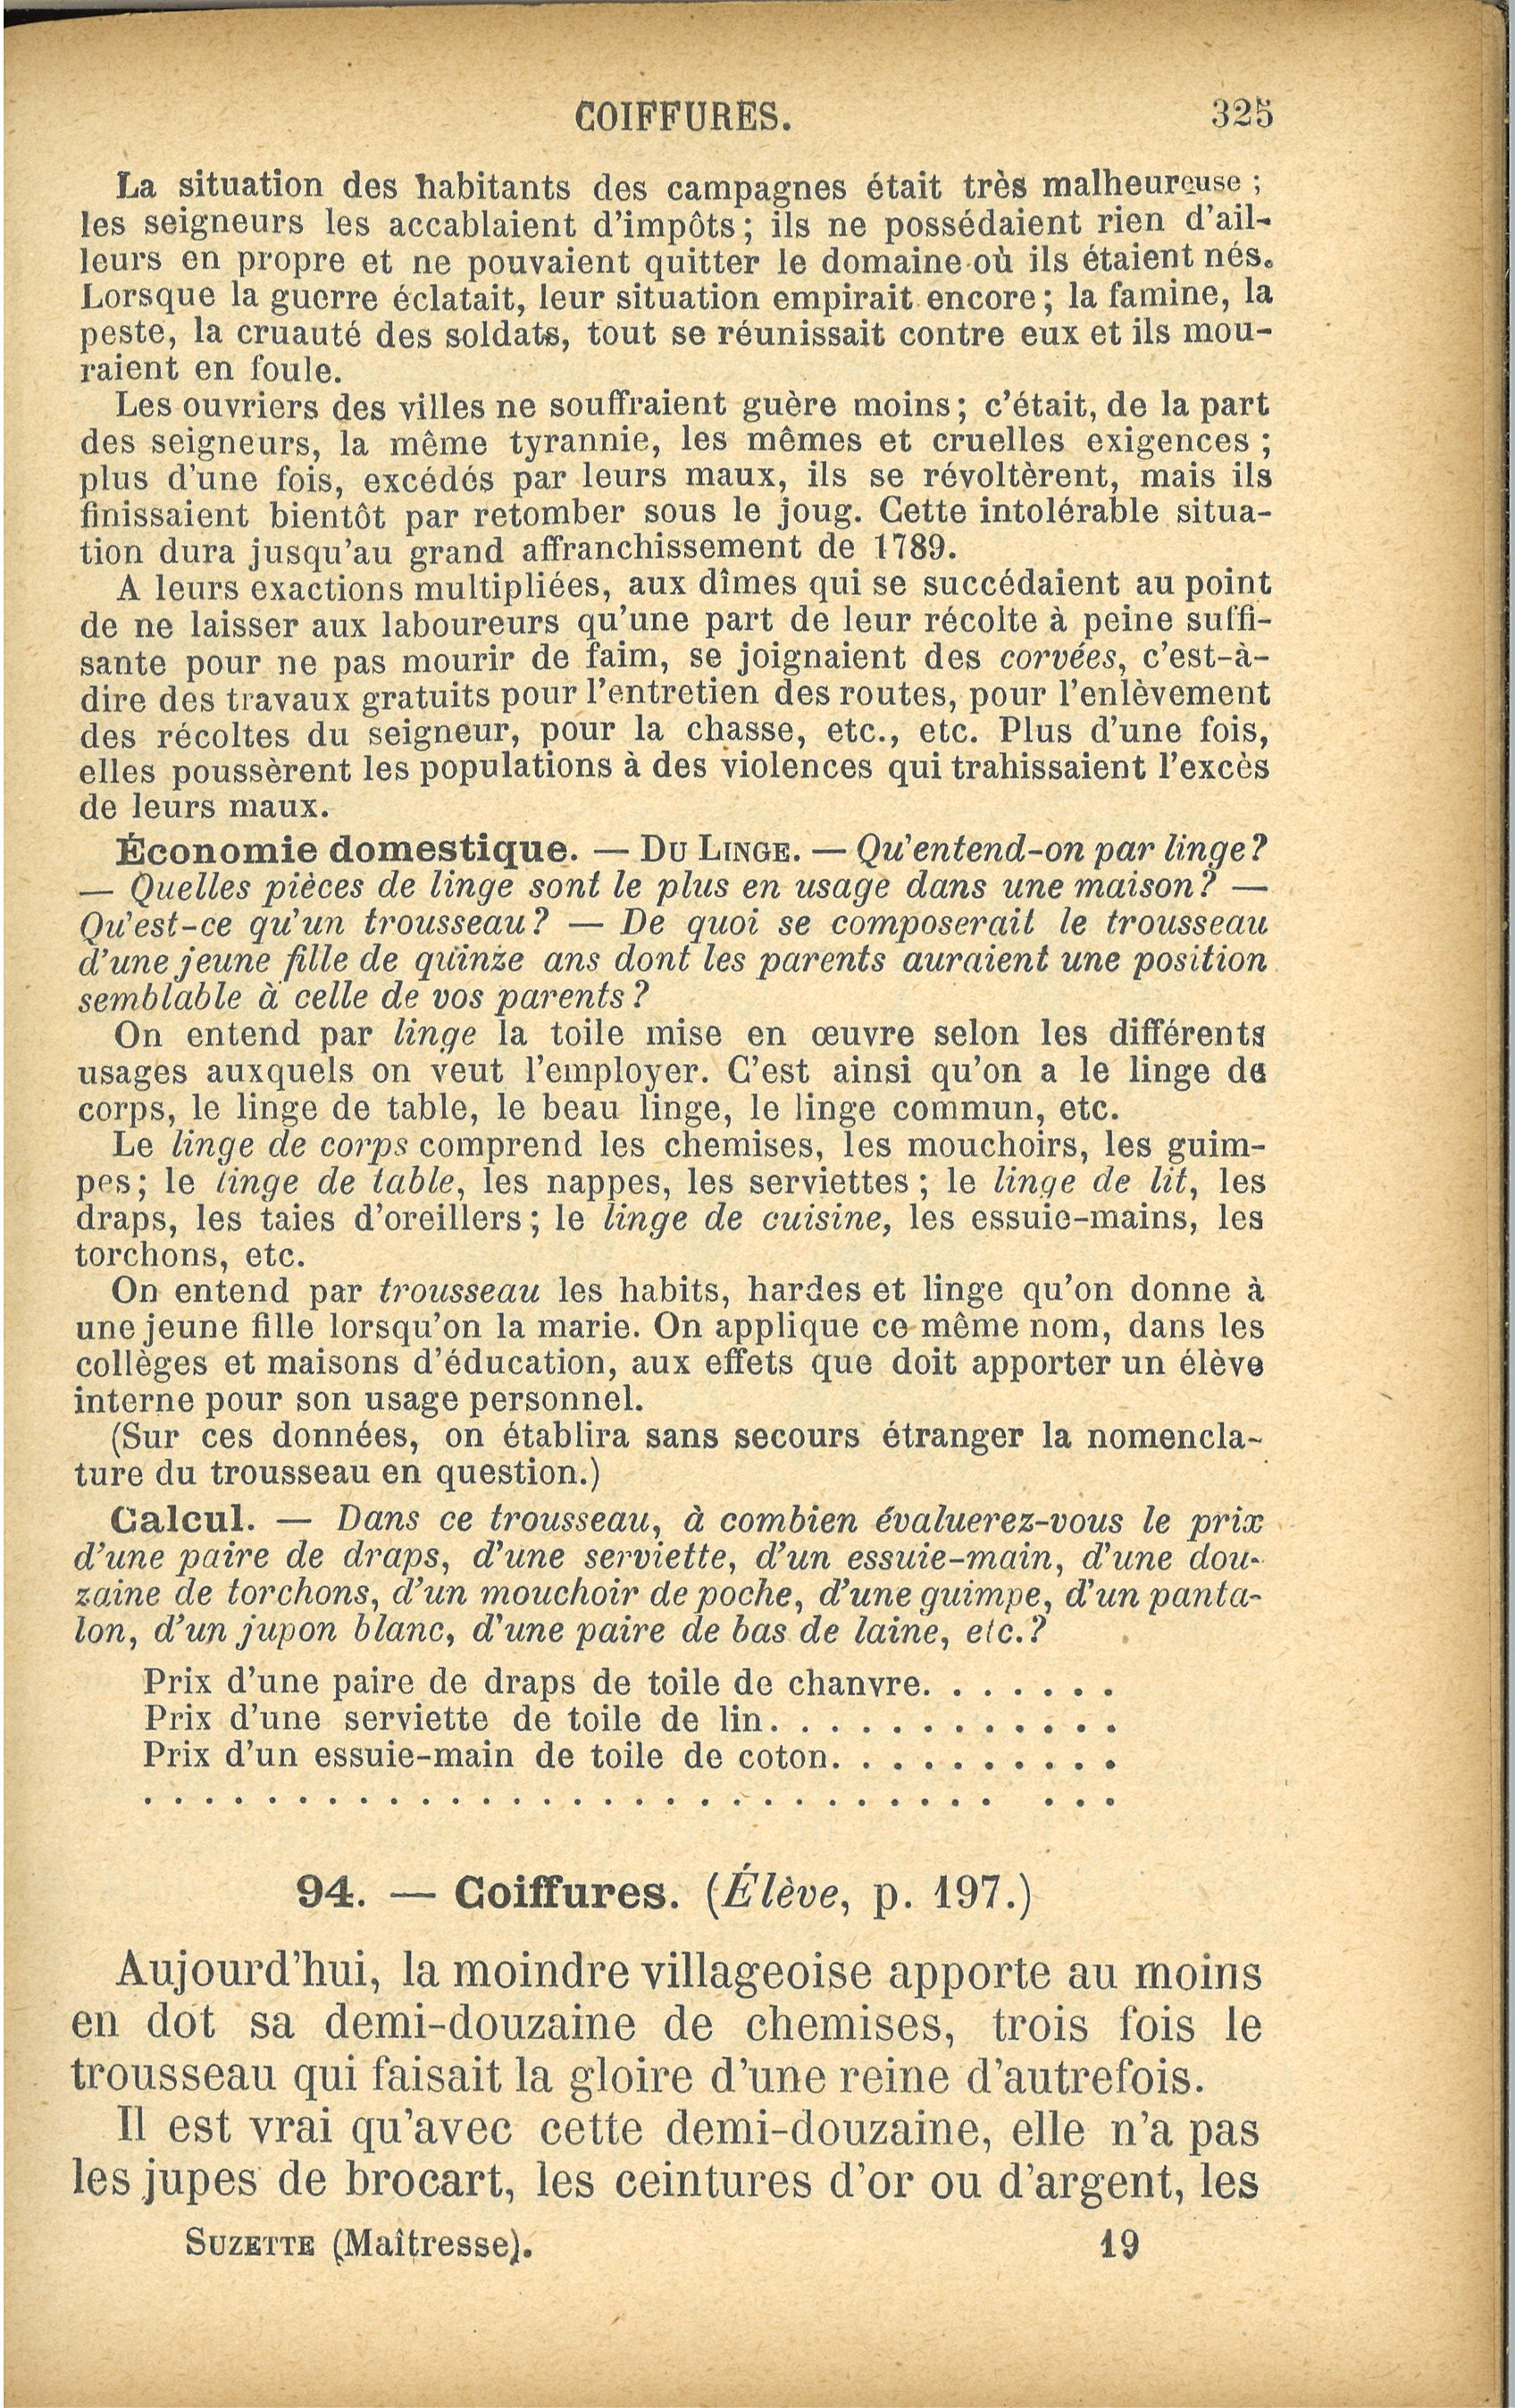 COIFFURES. 325
La situation des habitants des campagnes était très malheureuse ;
les seigneurs les accablaient d'impôts ; ils ne possédaient rien d'ail-
leurs en propre et ne pouvaient quitter le domaine où ils étaient nés.
Lorsque la guerre éclatait, leur situation empirait encore ; la famine, la
peste, la cruauté des soldats, tout se réunissait contre eux et ils mou-
raient en foule.
Les ouvriers des villes ne souffraient guère moins ; c'était, de la part
des seigneurs, la même tyrannie, les mêmes et cruelles exigences ;
plus d'une fois, excédés par leurs maux, ils se révoltèrent, mais ils
finissaient bientôt par retomber sous le joug. Cette intolérable situa-
tion dura jusqu'au grand affranchissement de 1789.
A leurs exactions multipliées, aux dîmes qui se succédaient au point
de ne laisser aux laboureurs qu'une part de leur récolte à peine suffi-
sante pour ne pas mourir de faim, se joignaient des corvées, c'est-à-
dire des travaux gratuits pour l'entretien des routes, pour l'enlèvement
des récoltes du seigneur, pour la chasse, etc., etc. Plus d'une fois,
elles poussèrent les populations à des violences qui trahissaient l'excès
de leurs maux.
Économie domestique. — DU LINGE. — Qu'entend-on par linge ?
— Quelles pièces de linge sont le plus en usage dans une maison ? —
Qu'est-ce qu'un trousseau ? — De quoi se composerait le trousseau
d'une jeune fille de quinze ans dont les parents auraient une position
semblable à celle de vos parents ?
On entend par linge la toile mise en œuvre selon les différents
usages auxquels on veut l'employer. C'est ainsi qu'on a le linge de
corps, le linge de table, le beau linge, le linge commun, etc.
Le linge de corps comprend les chemises, les mouchoirs, les guim-
pes ; le linge de table, les nappes, les serviettes ; le linge de lit, les
draps, les taies d'oreillers ; le linge de cuisine, les essuie-mains, les
torchons, etc.
On entend par trousseau les habits, hardes et linge qu'on donne à
une jeune fille lorsqu'on la marie. On applique ce même nom, dans les
collèges et maisons d'éducation, aux effets que doit apporter un élève
interne pour son usage personnel.
(Sur ces données, on établira sans secours étranger la nomencla-
ture du trousseau en question.)
Calcul. — Dans ce trousseau, à combien évaluerez-vous le prix
d'une paire de draps, d'une serviette, d'un essuie-main, d'une dou-
zaine de torchons, d'un mouchoir de poche, d'une guimpe, d'un panta-
lon, d'un jupon blanc, d'une paire de bas de laine, etc. ?
Prix d'une paire de draps de toile de chanvre. . . . . . .
Prix d'une serviette de toile de lin. . . . . . . . . . . .
Prix d'un essuie-main de toile de coton. . . . . . . . . .
. . . . . . . . . . . . . . . . . . . . . . . . . . . . . . .
94. — Coiffures. (Élève, p. 197.)
Aujourd'hui, la moindre villageoise apporte au moins
en dot sa demi-douzaine de chemises, trois fois le
trousseau qui faisait la gloire d'une reine d'autrefois.
Il est vrai qu'avec cette demi-douzaine, elle n'a pas
les jupes de brocart, les ceintures d'or ou d'argent, les
SUZETTE (Maîtresse). 19